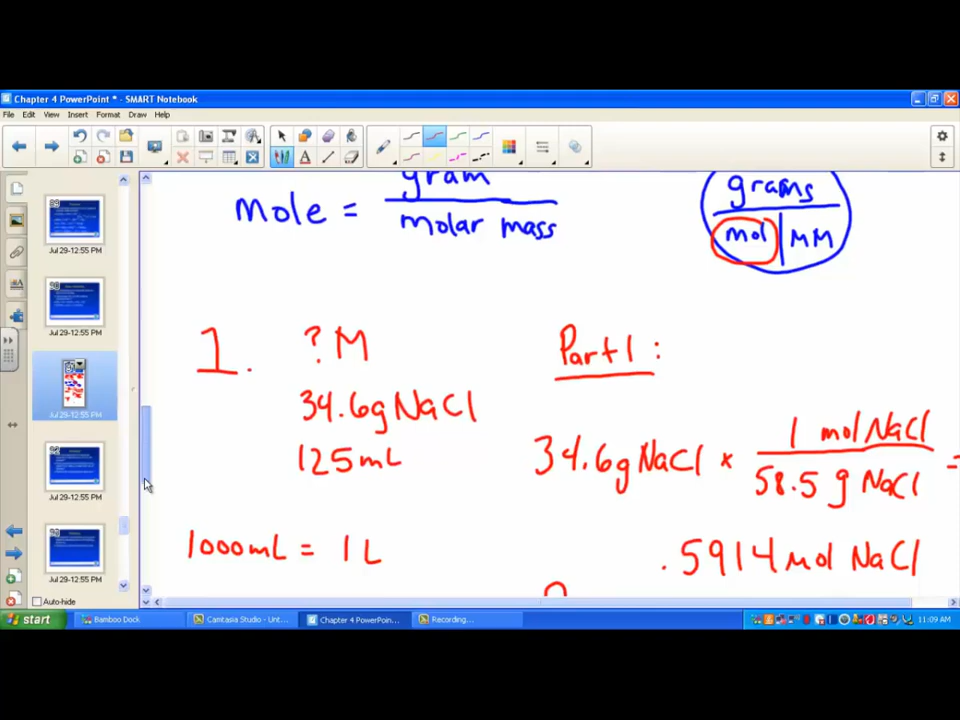 Chapter 4 PowerPoint * - SMART Notebook
File Edit View Insert Format Draw Help
gram
mole = molar mass
grams
mol MM
Jul 29-12:55 PM
Jul 29-12:55 PM
Jul 29-12:55 PM
Jul 29-12:55 PM
Jul 29-12:55 PM
1. ? M
34.6g NaCl
125mL
1000mL = 1 L
Part 1 :
1 mol NaCl
34.6g NaCl × 58.5 g NaCl =
.5914 mol NaCl
Auto-hide
start Bamboo Dock Camtasia Studio - Unt... Chapter 4 PowerPoin... Recording... 11:09 AM